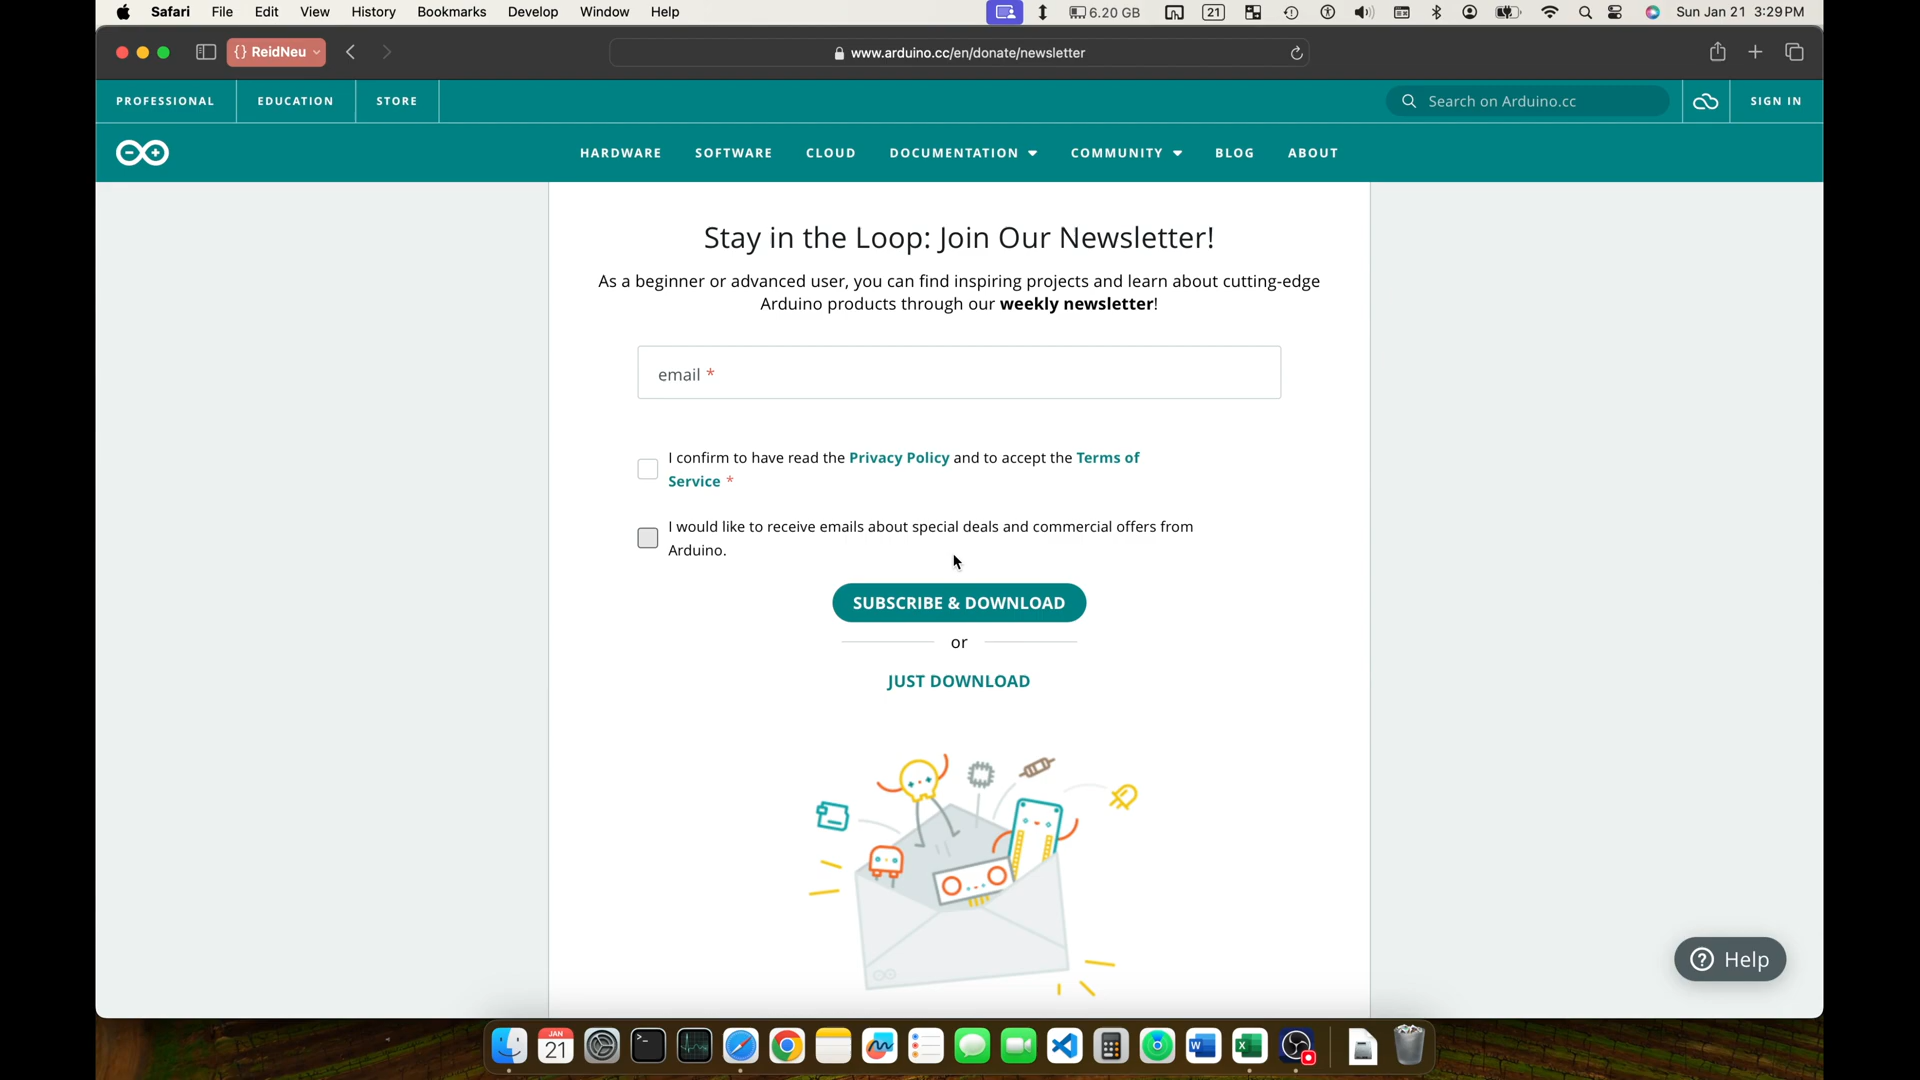 Safari File Edit View History Bookmarks Develop Window Help 6.20 GB 21 Sun Jan 21 3:29 PM
{} ReidNeu www.arduino.cc/en/donate/newsletter
PROFESSIONAL EDUCATION STORE Search on Arduino.cc SIGN IN
HARDWARE SOFTWARE CLOUD DOCUMENTATION COMMUNITY BLOG ABOUT
Stay in the Loop: Join Our Newsletter!
As a beginner or advanced user, you can find inspiring projects and learn about cutting-edge
Arduino products through our weekly newsletter!
email *
I confirm to have read the Privacy Policy and to accept the Terms of
Service *
I would like to receive emails about special deals and commercial offers from
Arduino.
SUBSCRIBE & DOWNLOAD
or
JUST DOWNLOAD
Help
JAN
21